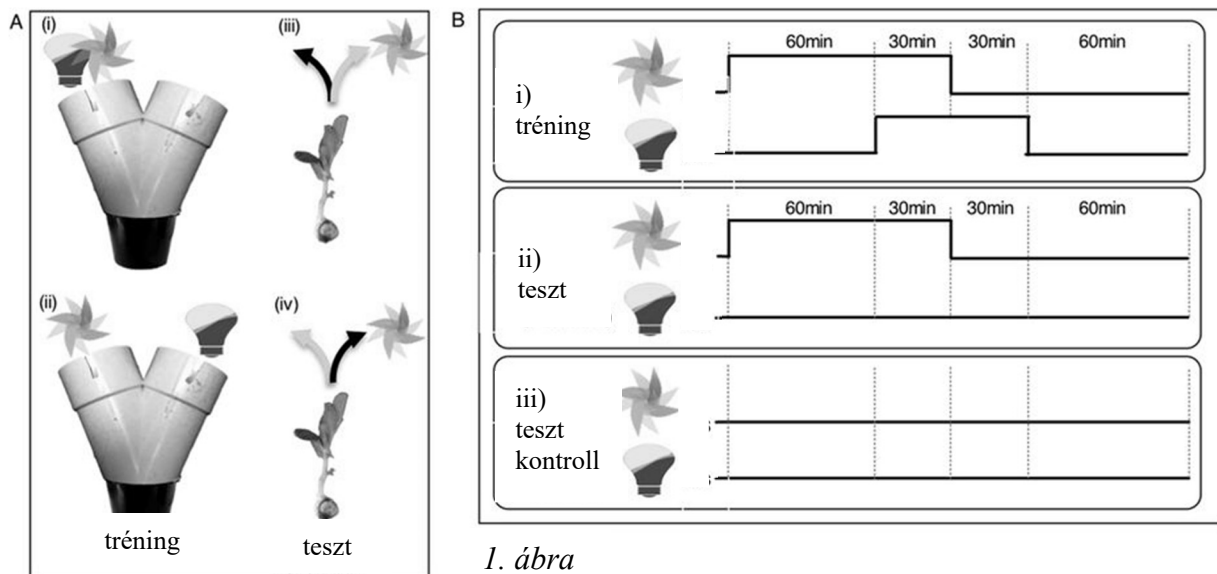 A
(i)
(iii)
(ii)
(iv)
tréning
teszt
B
60min
30min
30min
60min
i)
tréning
60min
30min
30min
60min
ii)
teszt
iii)
teszt
kontroll
1. ábra